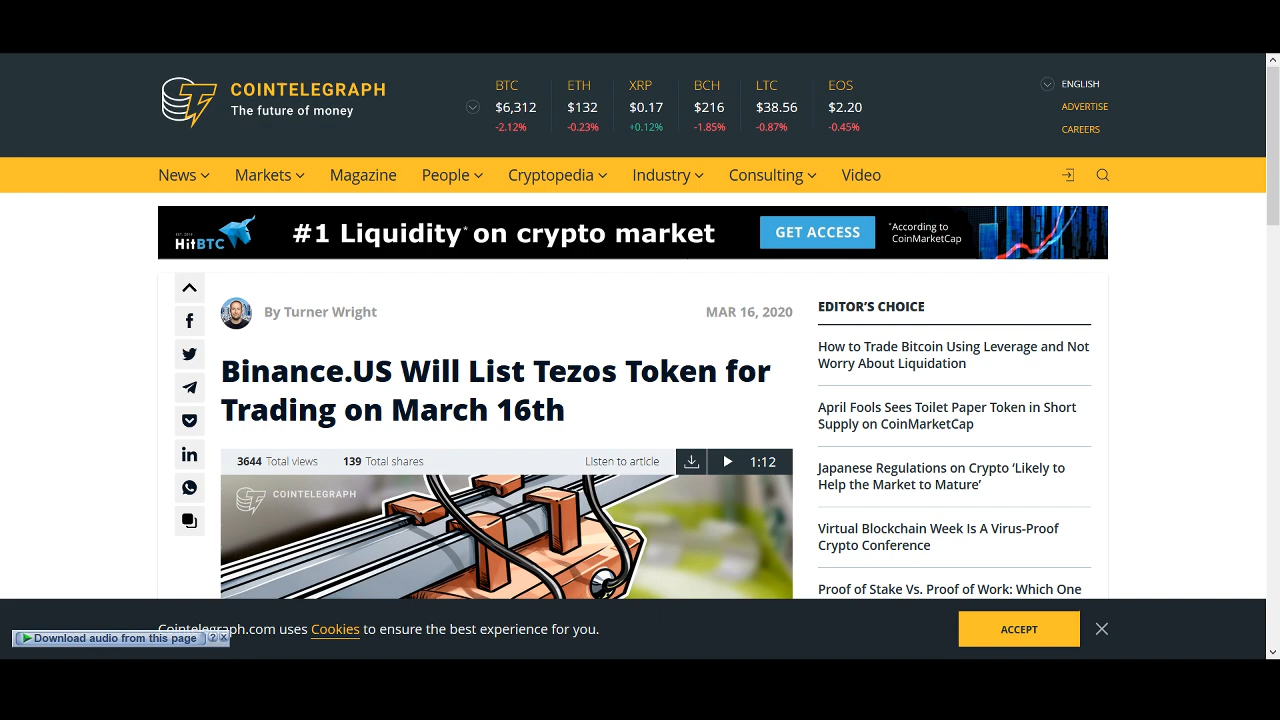 COINTELEGRAPH
The future of money
BTC ETH XRP BCH LTC EOS
$6,312 $132 $0.17 $216 $38.56 $2.20
-2.12% -0.23% +0.12% -1.85% -0.87% -0.45%
ENGLISH
ADVERTISE
CAREERS
News Markets Magazine People Cryptopedia Industry Consulting Video
HitBTC
#1 Liquidity* on crypto market
GET ACCESS
*According to
CoinMarketCap
By Turner Wright
MAR 16, 2020
Binance.US Will List Tezos Token for
Trading on March 16th
3644 Total views 139 Total shares Listen to article 1:12
COINTELEGRAPH
EDITOR'S CHOICE
How to Trade Bitcoin Using Leverage and Not
Worry About Liquidation
April Fools Sees Toilet Paper Token in Short
Supply on CoinMarketCap
Japanese Regulations on Crypto ‘Likely to
Help the Market to Mature’
Virtual Blockchain Week Is A Virus-Proof
Crypto Conference
Proof of Stake Vs. Proof of Work: Which One
Cointelegraph.com uses Cookies to ensure the best experience for you.
ACCEPT
Download audio from this page ? X